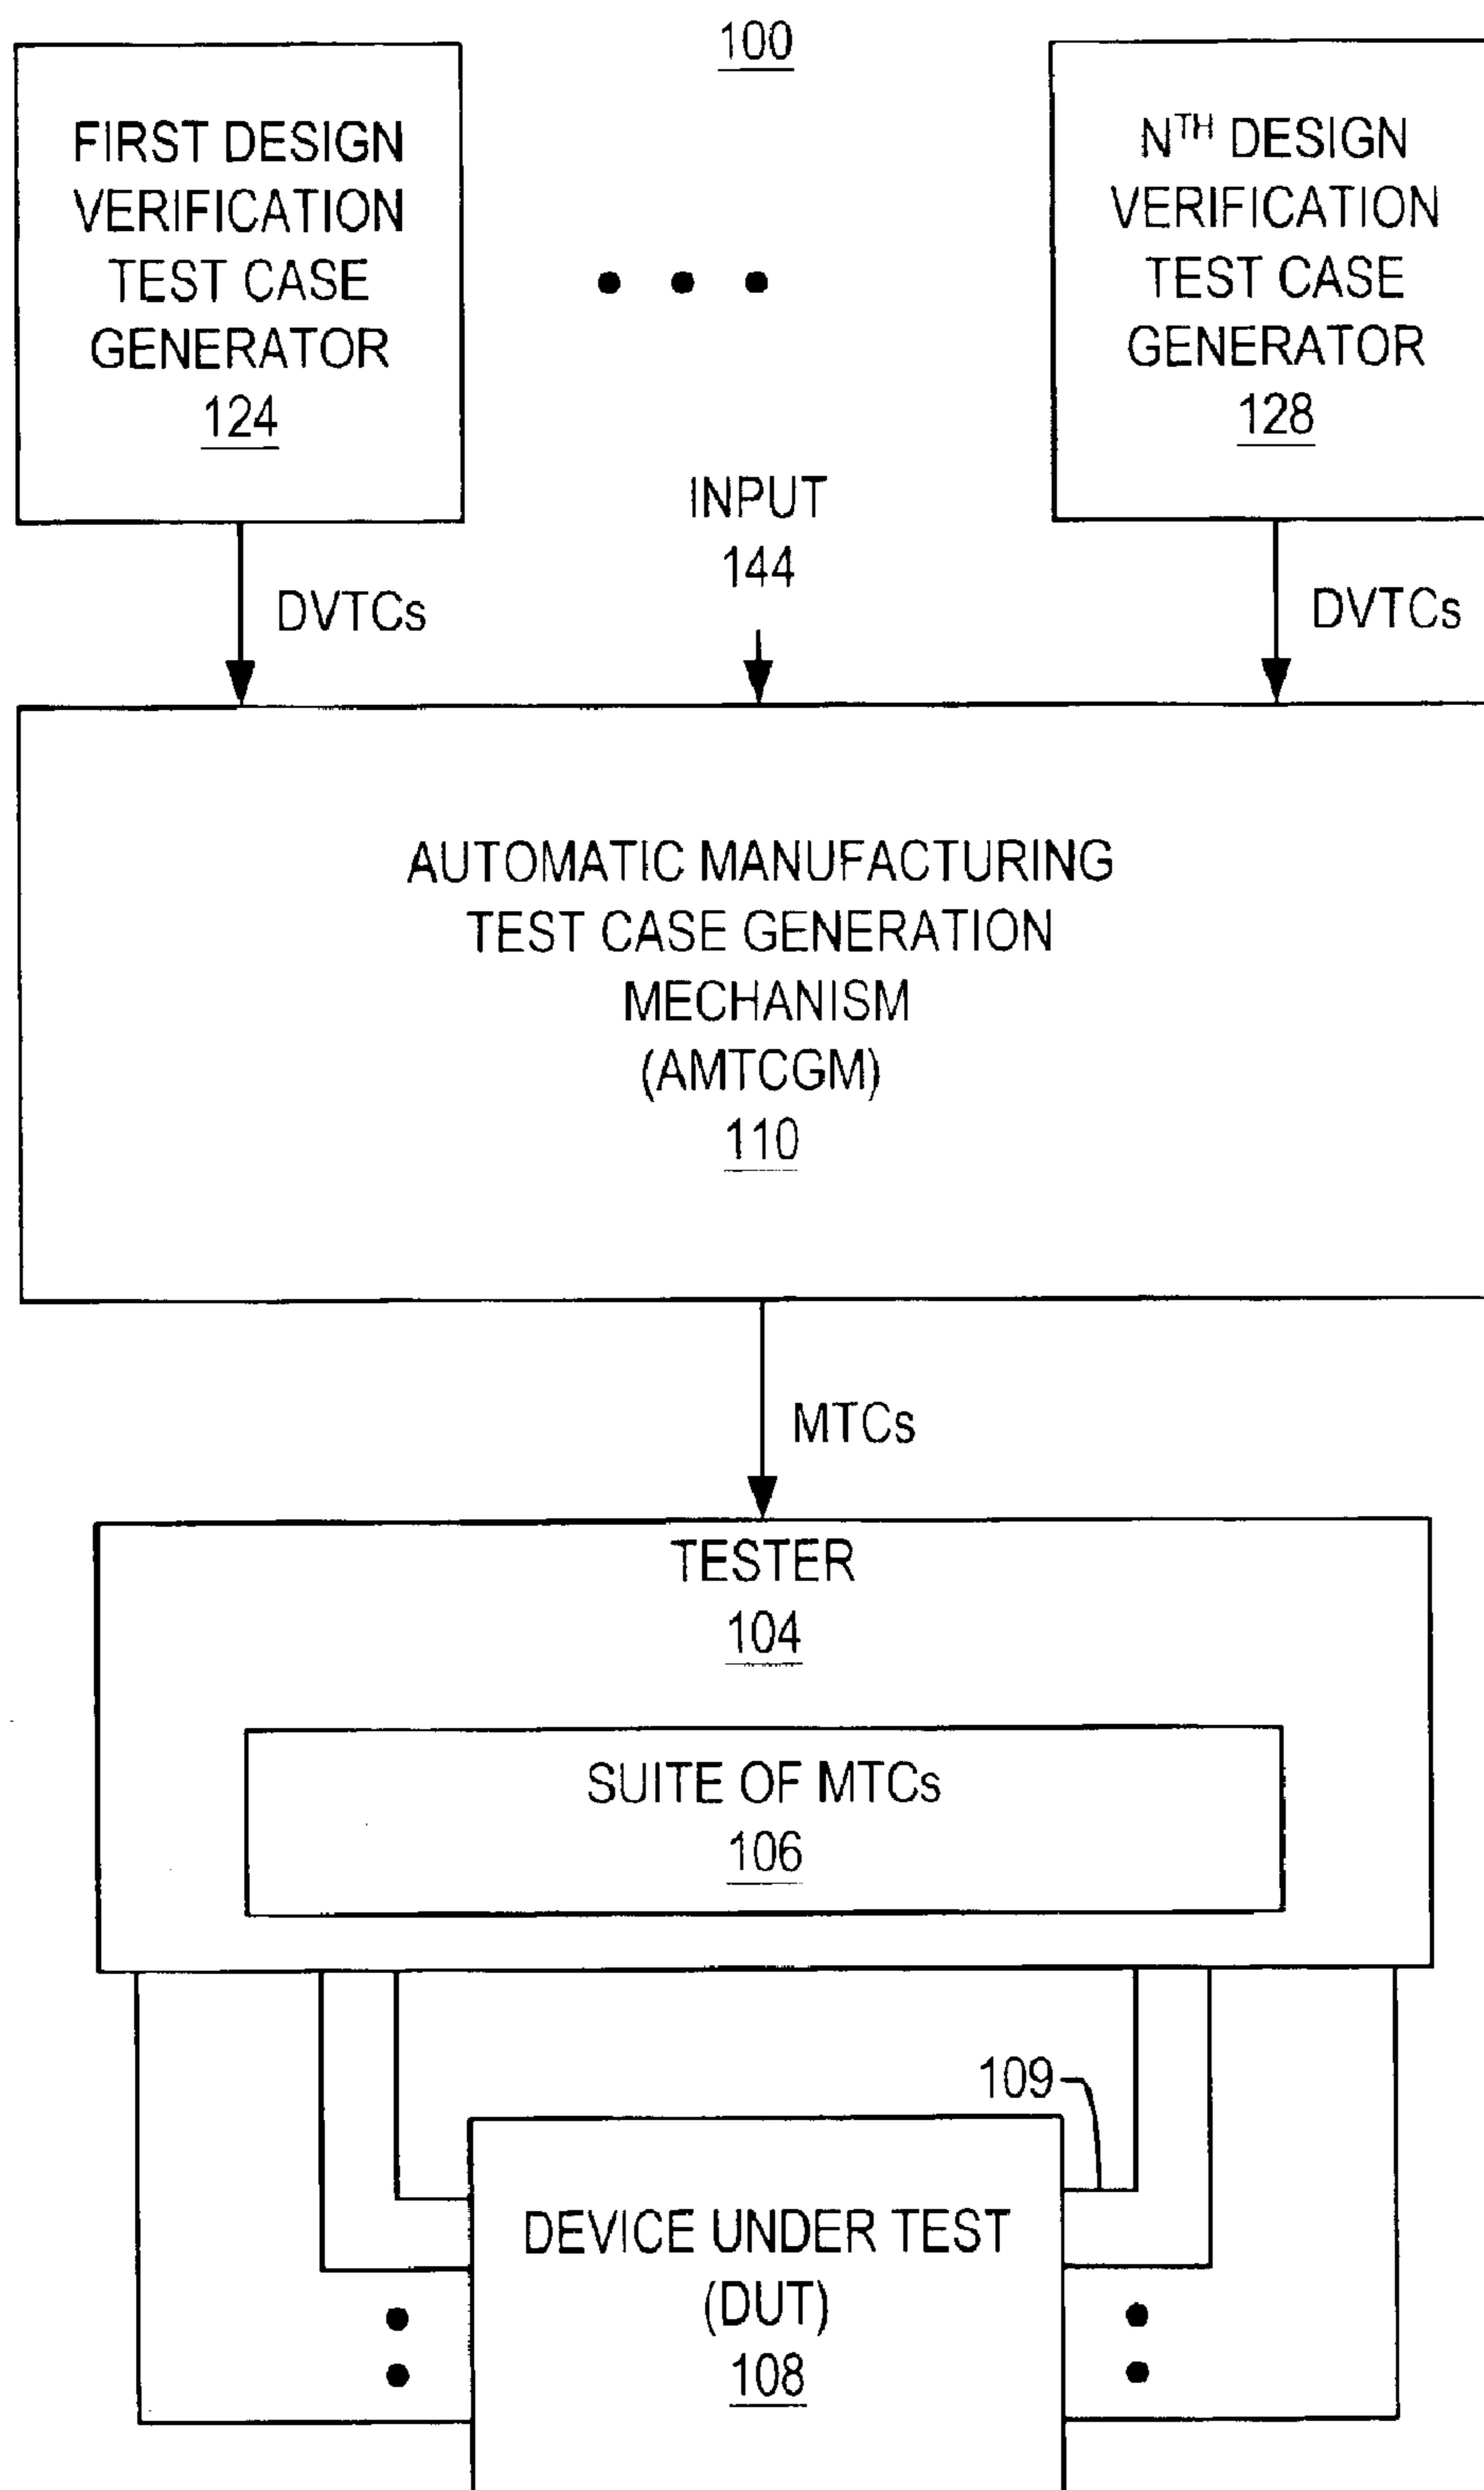 100
FIRST DESIGN
VERIFICATION
TEST CASE
GENERATOR
124
NTH DESIGN
VERIFICATION
TEST CASE
GENERATOR
128
INPUT
144
DVTCs
DVTCs
AUTOMATIC MANUFACTURING
TEST CASE GENERATION
MECHANISM
(AMTCGM)
110
MTCs
TESTER
104
SUITE OF MTCs
106
109
DEVICE UNDER TEST
(DUT)
108